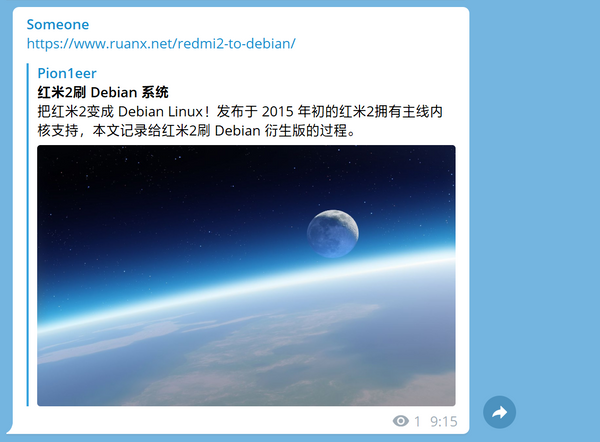 Someone
https://www.ruanx.net/redmi2-to-debian/
Pion1eer
红米2刷 Debian 系统
把红米2变成 Debian Linux！发布于 2015 年初的红米2拥有主线内
核支持，本文记录给红米2刷 Debian 衍生版的过程。
1 9:15